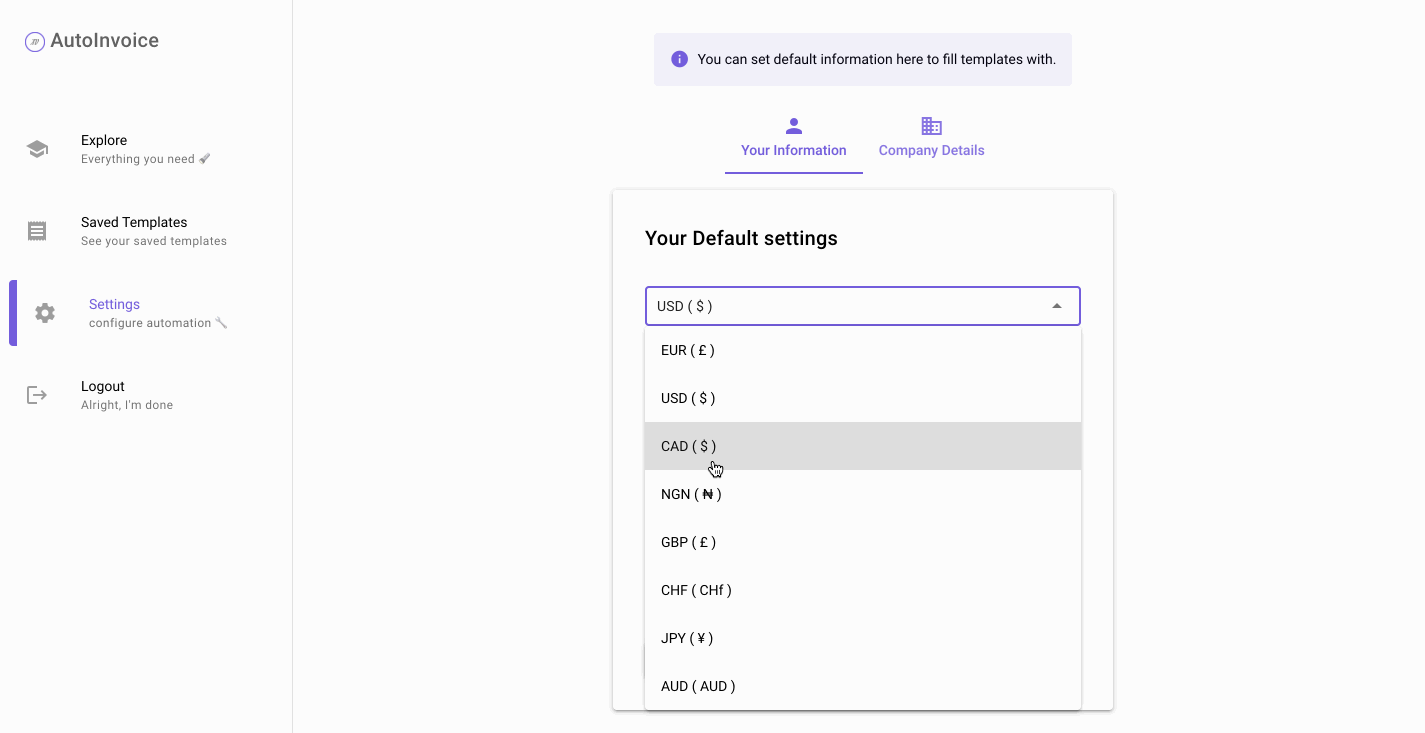 AutoInvoice
You can set default information here to fill templates with.
Explore
Everything you need 🚀
Saved Templates
See your saved templates
Settings
configure automation 🔧
Logout
Alright, I'm done
Your Information
Company Details
Your Default settings
USD ( $ )
EUR ( £ )
USD ( $ )
CAD ( $ )
NGN ( ₦ )
GBP ( £ )
CHF ( CHf )
JPY ( ¥ )
AUD ( AUD )